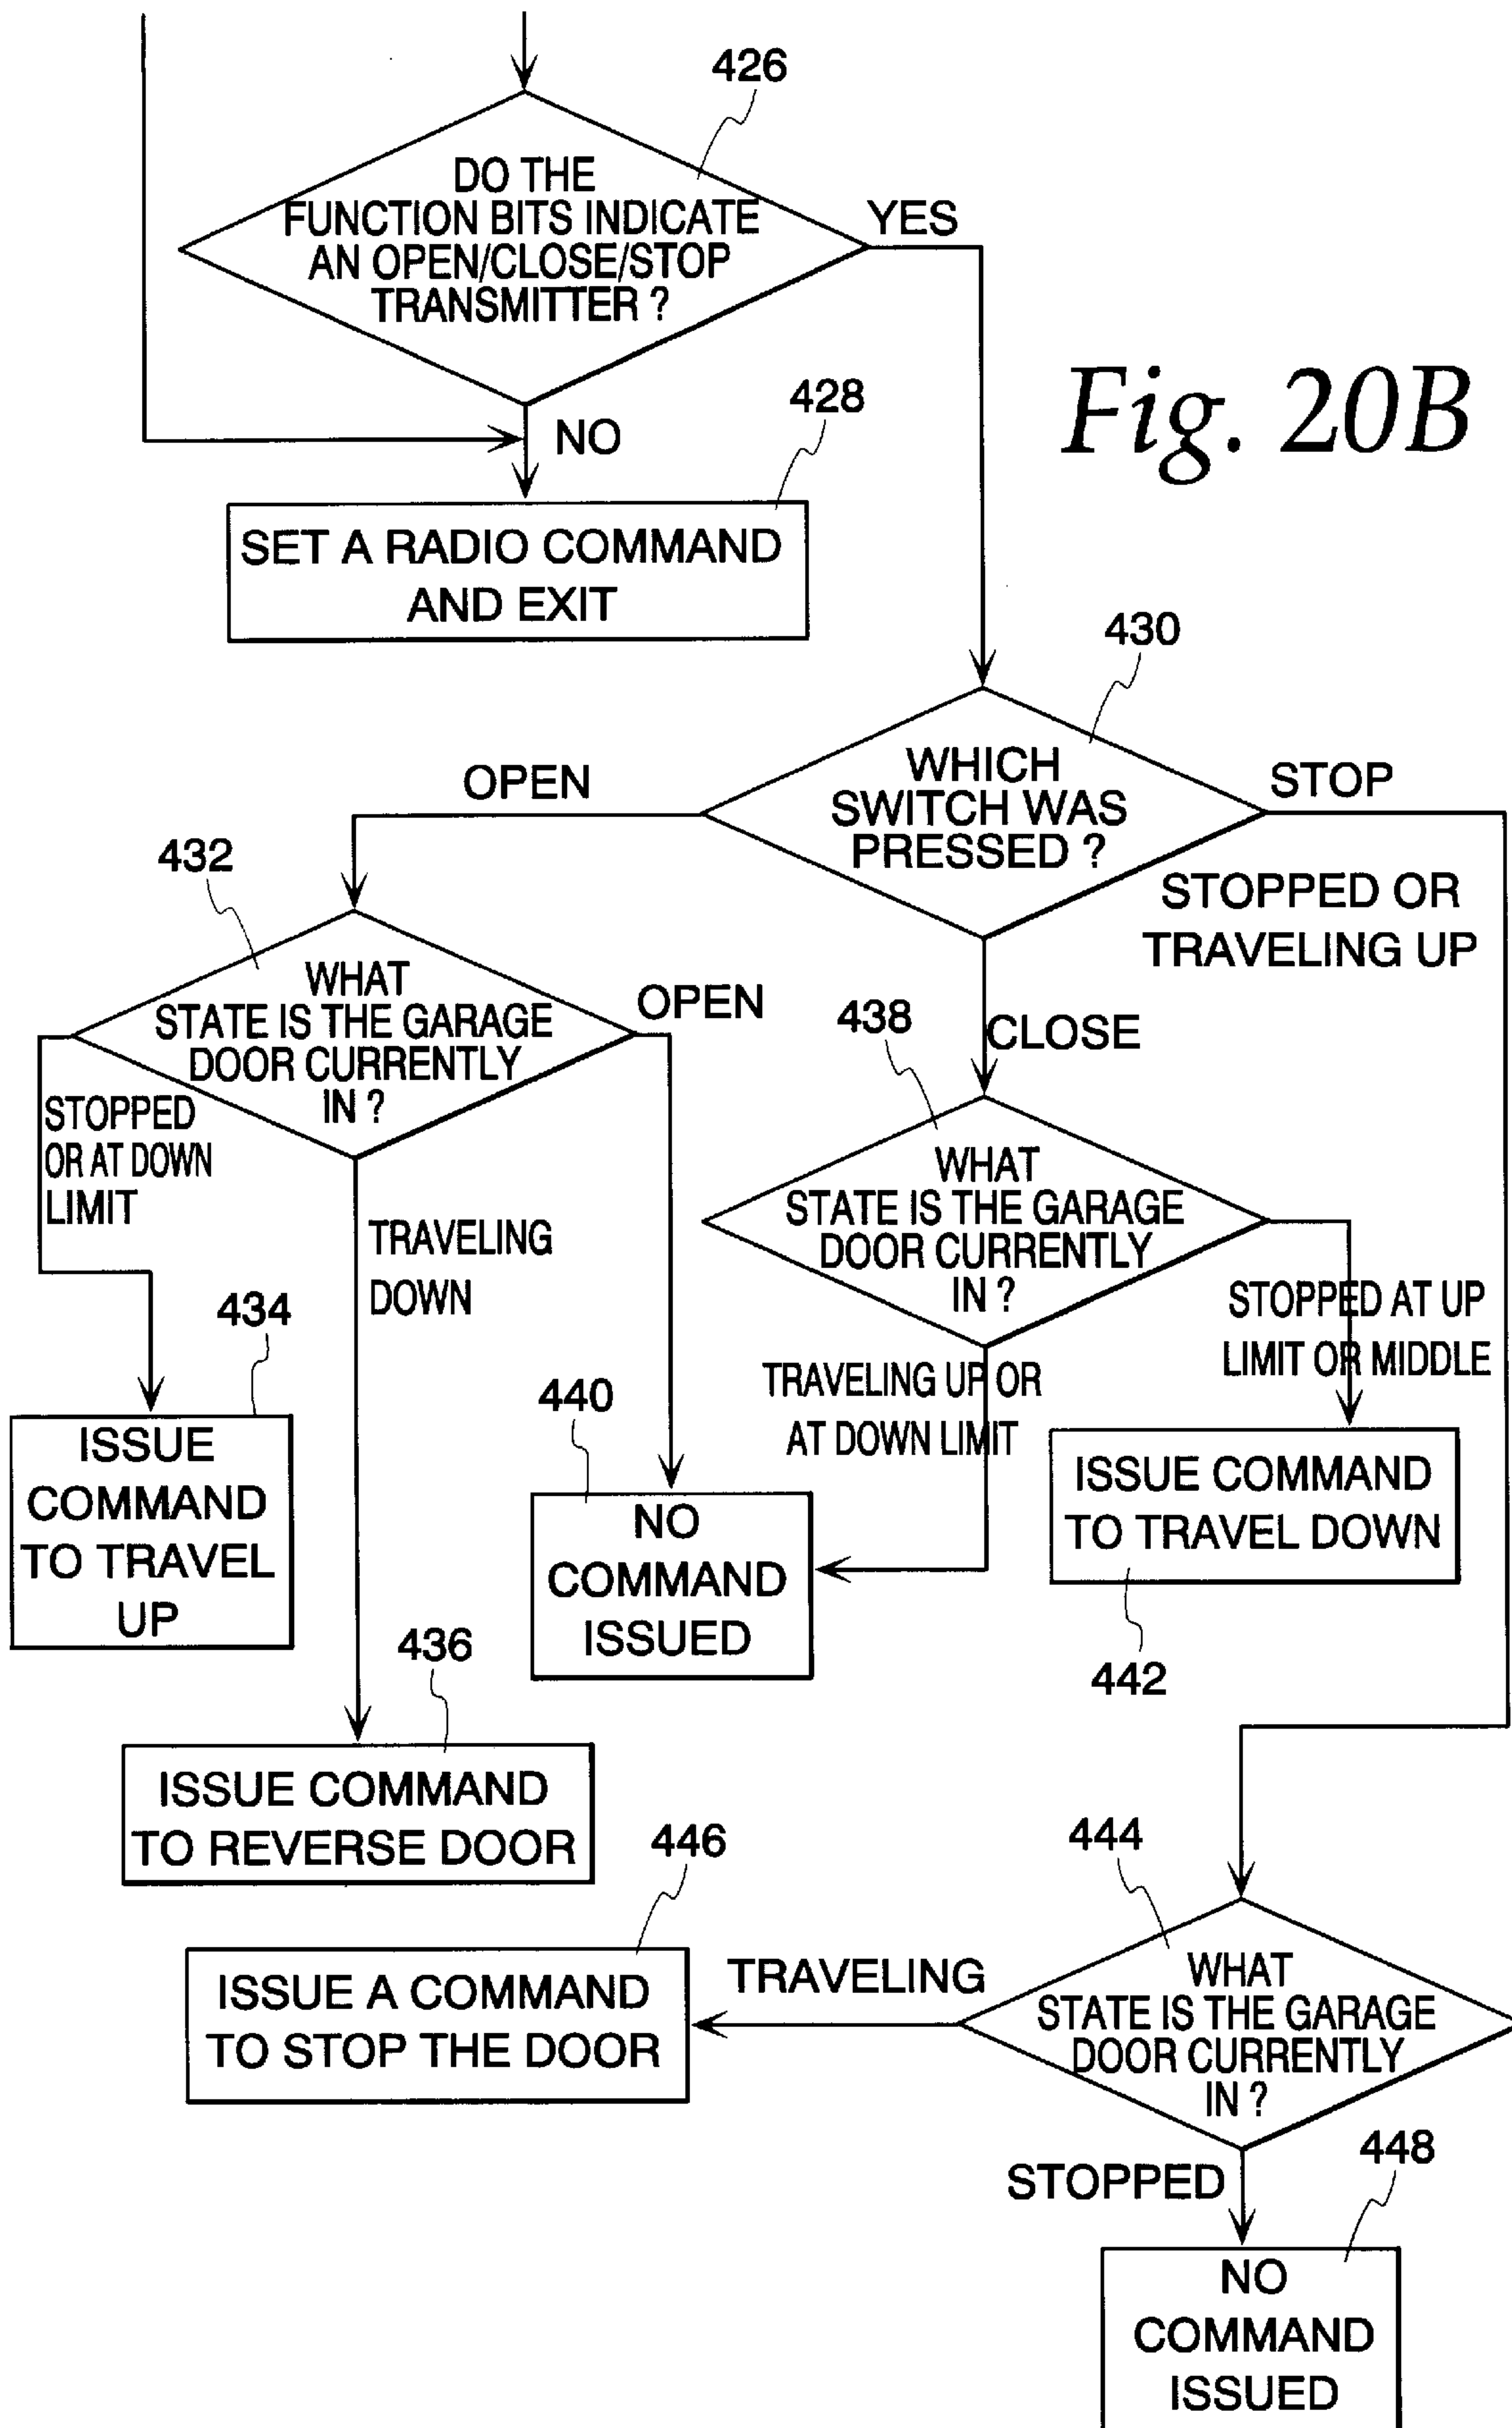 426
DO THE
FUNCTION BITS INDICATE
AN OPEN/CLOSE/STOP
TRANSMITTER ?
YES
NO
428
SET A RADIO COMMAND
AND EXIT
Fig. 20B
430
WHICH
SWITCH WAS
PRESSED ?
OPEN
STOP
STOPPED OR
TRAVELING UP
CLOSE
432
WHAT
STATE IS THE GARAGE
DOOR CURRENTLY
IN ?
OPEN
STOPPED
OR AT DOWN
LIMIT
TRAVELING
DOWN
438
WHAT
STATE IS THE GARAGE
DOOR CURRENTLY
IN ?
STOPPED AT UP
LIMIT OR MIDDLE
TRAVELING UP OR
AT DOWN LIMIT
434
ISSUE
COMMAND
TO TRAVEL
UP
440
NO
COMMAND
ISSUED
ISSUE COMMAND
TO TRAVEL DOWN
442
436
ISSUE COMMAND
TO REVERSE DOOR
446
ISSUE A COMMAND
TO STOP THE DOOR
TRAVELING
444
WHAT
STATE IS THE GARAGE
DOOR CURRENTLY
IN ?
STOPPED
448
NO
COMMAND
ISSUED